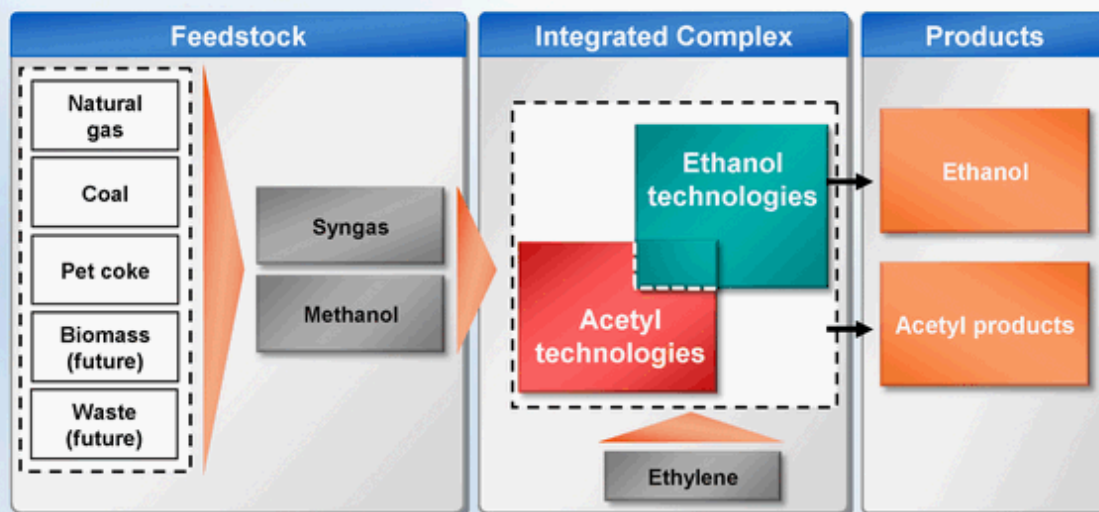 Feedstock
Natural
gas
Coal
Pet coke
Biomass
(future)
Waste
(future)
Syngas
Methanol
Integrated Complex
Ethanol
technologies
Acetyl
technologies
Ethylene
Products
Ethanol
Acetyl products